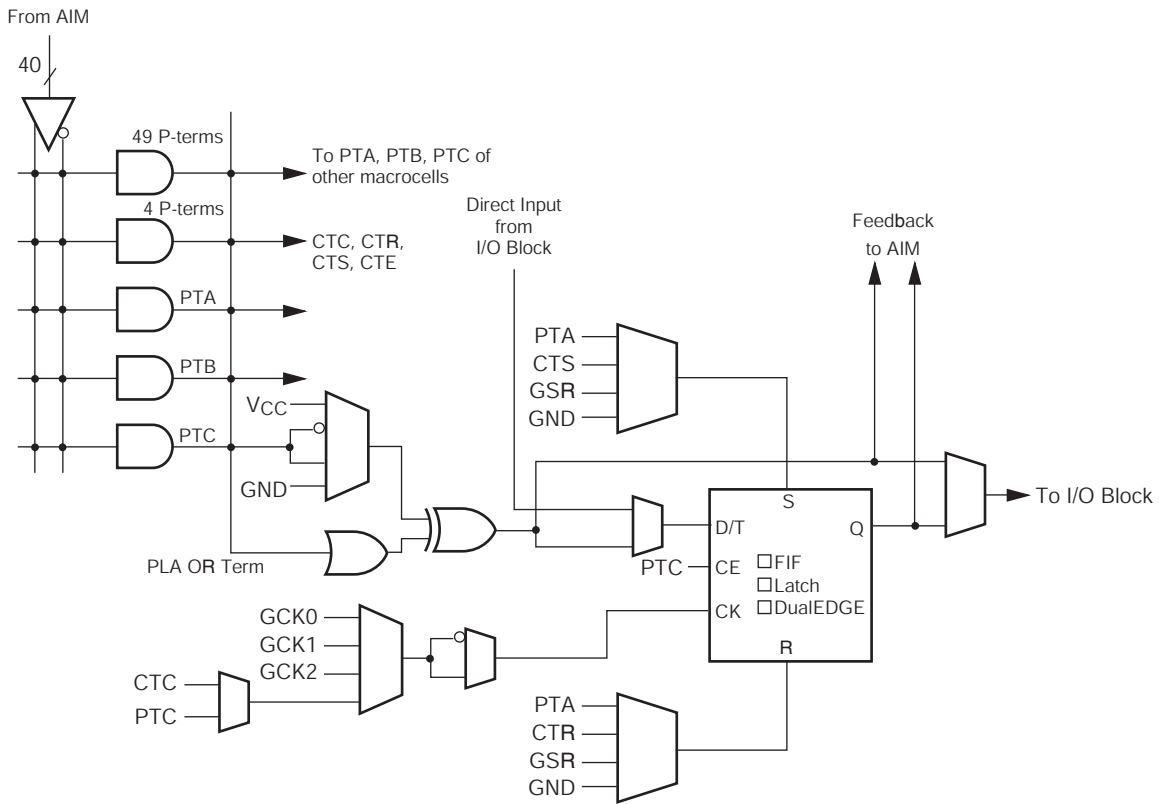 From AIM
40
49 P-terms
To PTA, PTB, PTC of
other macrocells
4 P-terms
CTC, CTR,
CTS, CTE
Direct Input
from
I/O Block
Feedback
to AIM
PTA
PTB
PTC
VCC
GND
PLA OR Term
PTA
CTS
GSR
GND
S
D/T
Q
To I/O Block
PTC
CE
FIF
Latch
DualEDGE
CK
R
GCK0
GCK1
GCK2
CTC
PTC
PTA
CTR
GSR
GND